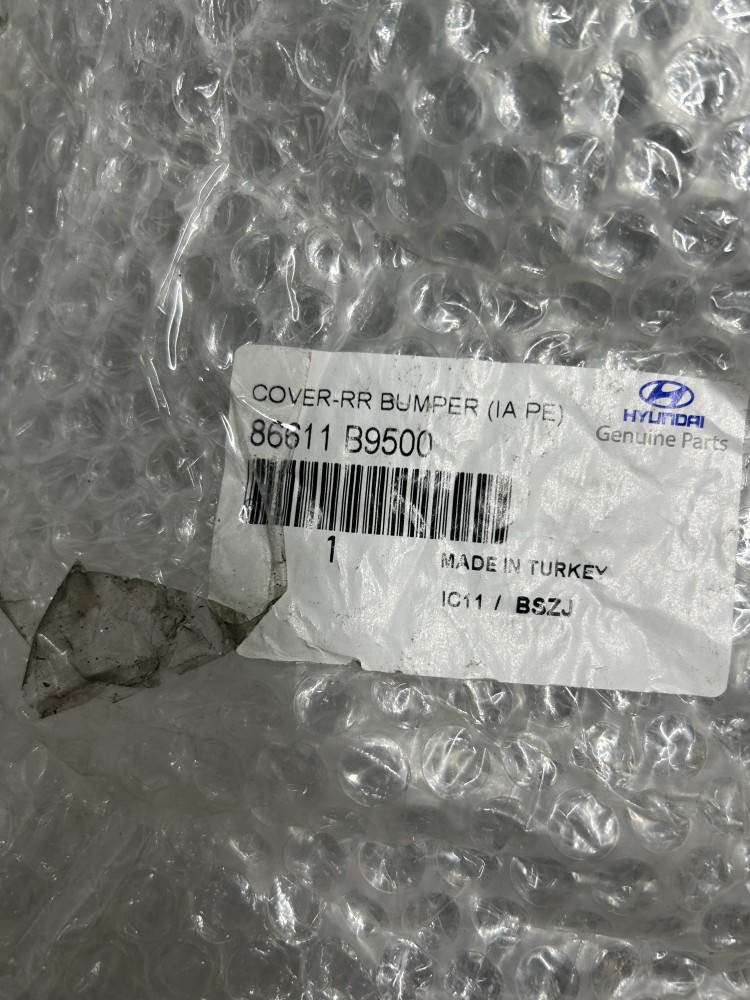 COVER-RR BUMPER (IA PE)
86611 B9500
HYUNDAI
Genuine Parts
1
MADE IN TURKEY
IC11 / BSZJ